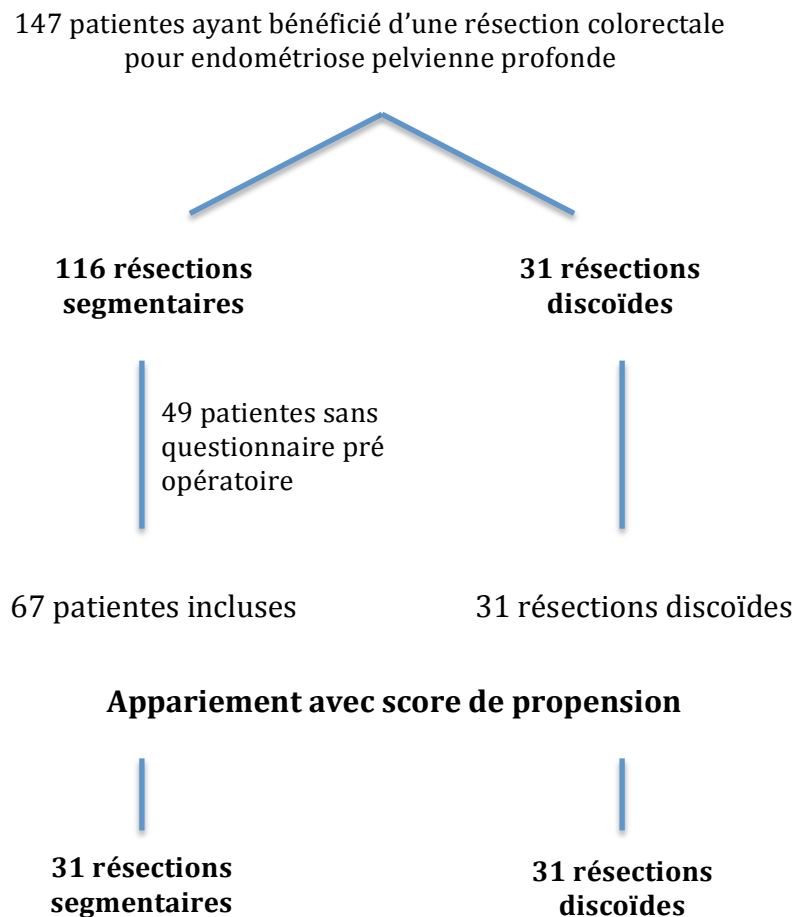 147 patientes ayant bénéficié d’une résection colorectale
pour endométriose pelvienne profonde
116 résections
segmentaires
31 résections
discoïdes
49 patientes sans
questionnaire pré
opératoire
67 patientes incluses
31 résections discoïdes
Appariement avec score de propension
31 résections
segmentaires
31 résections
discoïdes